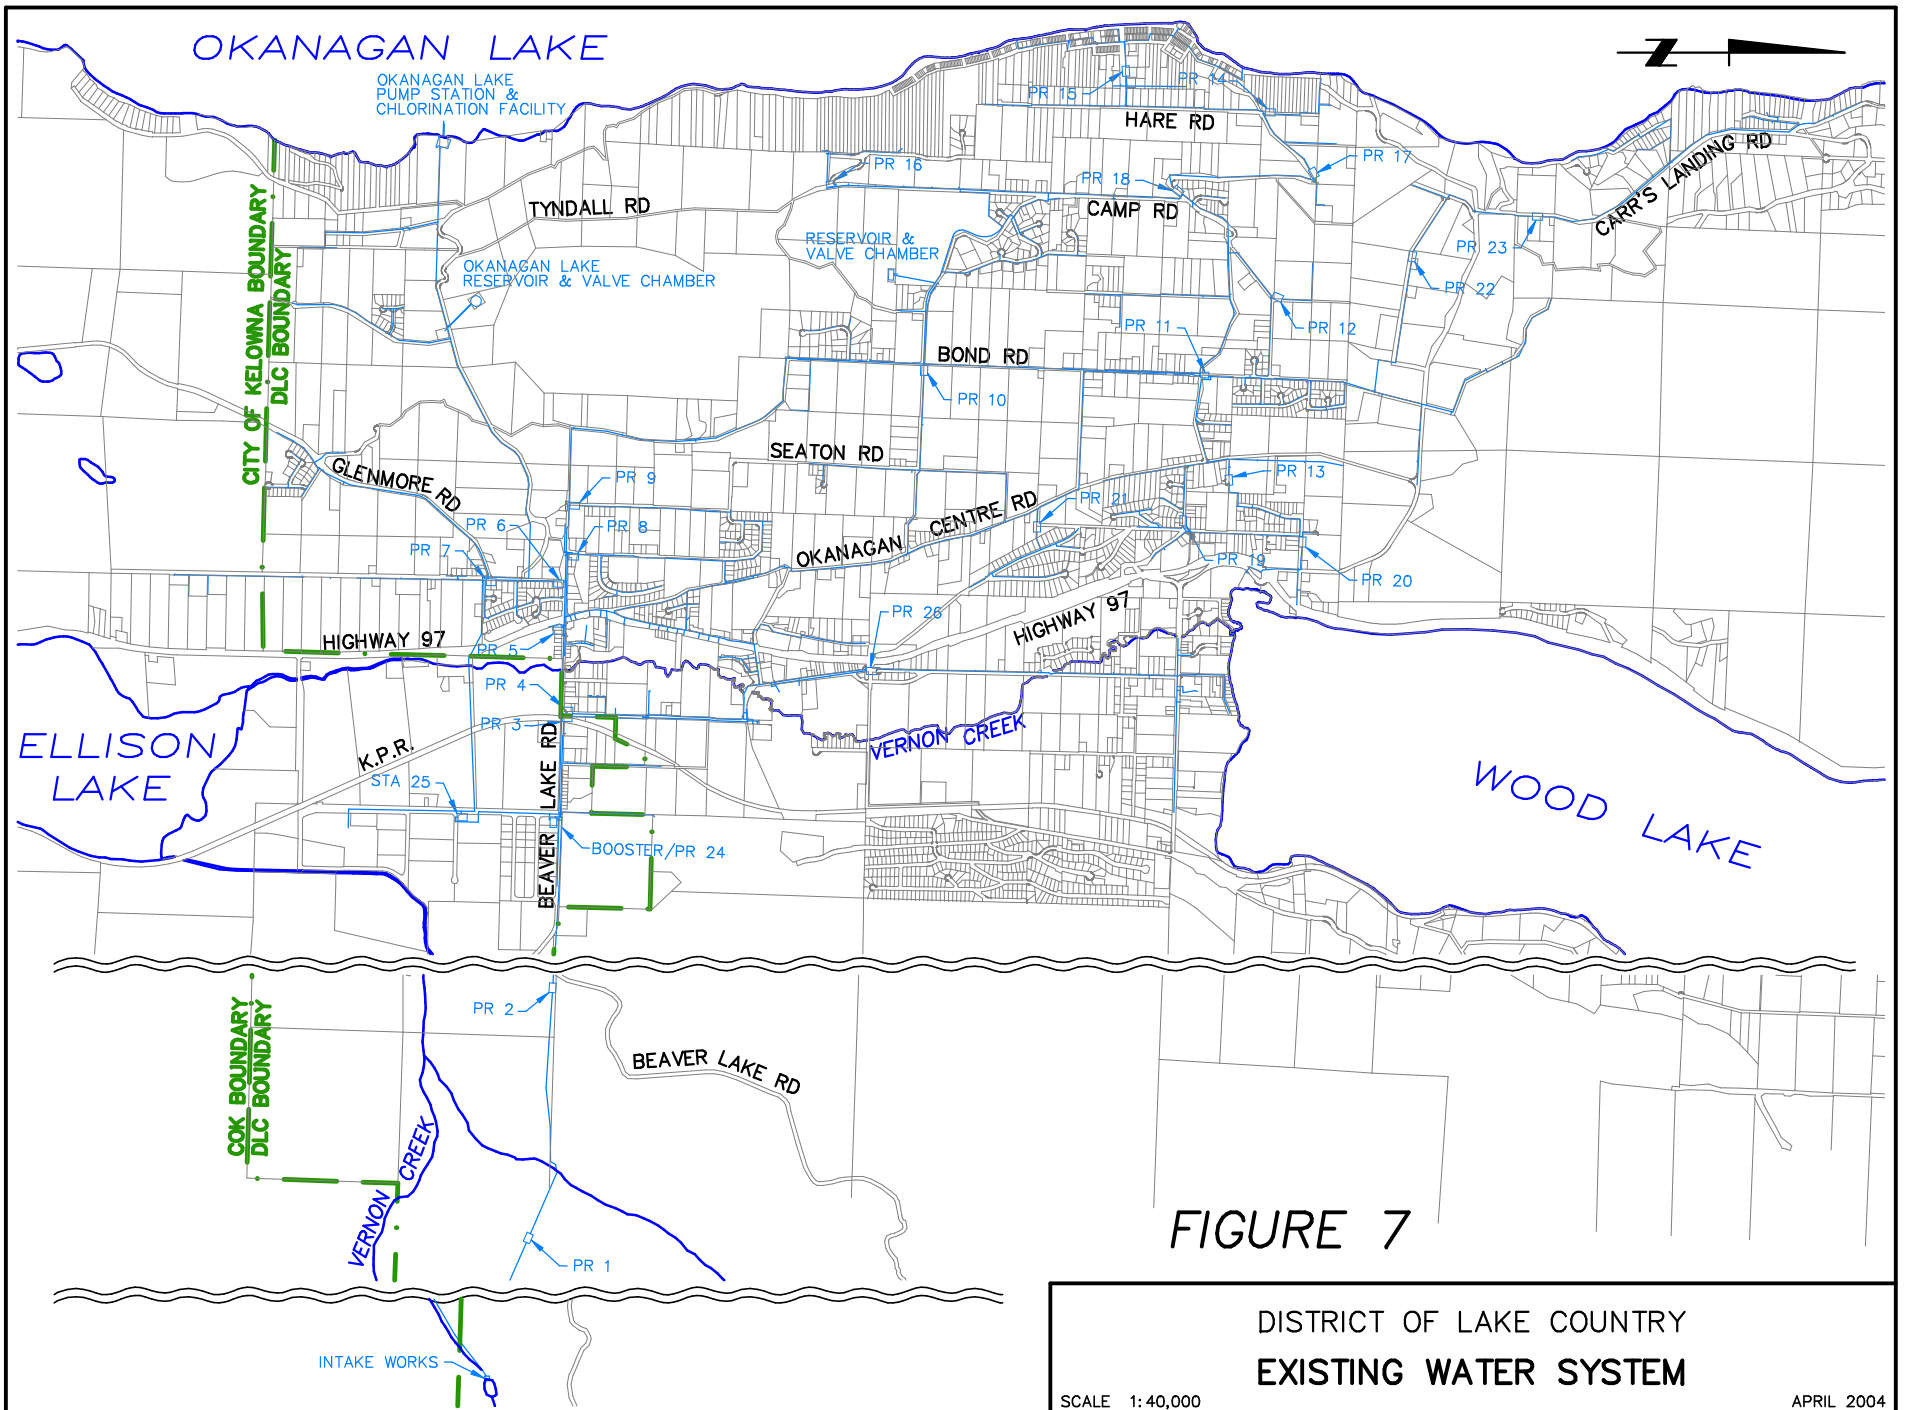 OKANAGAN LAKE
OKANAGAN LAKE
PUMP STATION &
CHLORINATION FACILITY
Z
PR 15
PR 14
HARE RD
PR 16
PR 17
PR 18
CAMP RD
CARR'S LANDING RD
TYNDALL RD
RESERVOIR &
VALVE CHAMBER
PR 23
OKANAGAN LAKE
RESERVOIR & VALVE CHAMBER
PR 22
CITY OF KELOWNA BOUNDARY
DLC BOUNDARY
PR 11
PR 12
BOND RD
PR 10
SEATON RD
GLENMORE RD
PR 9
PR 13
PR 21
OKANAGAN CENTRE RD
PR 6
PR 8
PR 7
PR 19
PR 20
PR 26
HIGHWAY 97
HIGHWAY 97
PR 5
PR 4
PR 3
VERNON CREEK
ELLISON
LAKE
K.P.R.
STA 25
BEAVER LAKE RD
WOOD LAKE
BOOSTER/PR 24
PR 2
COK BOUNDARY
DLC BOUNDARY
BEAVER LAKE RD
VERNON CREEK
PR 1
FIGURE 7
INTAKE WORKS
DISTRICT OF LAKE COUNTRY
EXISTING WATER SYSTEM
SCALE 1:40,000
APRIL 2004